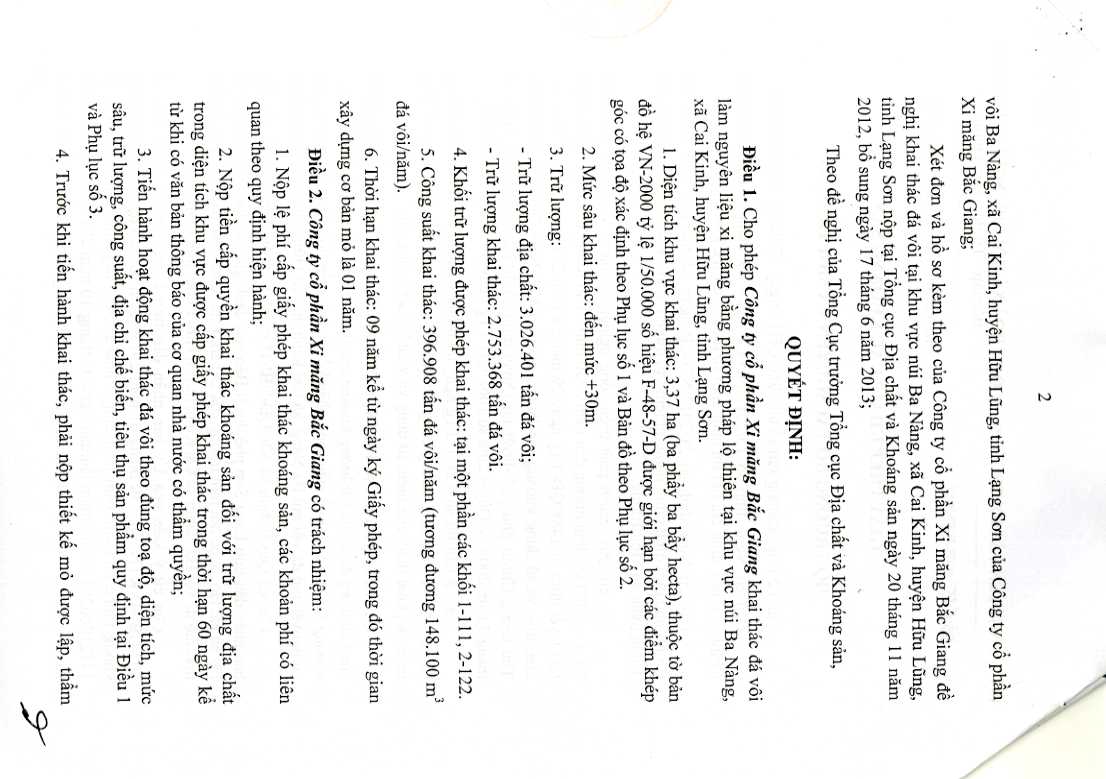 2
vôi Ba Nàng, xã Cai Kinh, huyện Hữu Lũng, tỉnh Lạng Sơn của Công ty cổ phần
Xi măng Bắc Giang;
Xét đơn và hồ sơ kèm theo của Công ty cổ phần Xi măng Bắc Giang đề
nghị khai thác đá vôi tại khu vực núi Ba Nàng, xã Cai Kinh, huyện Hữu Lũng,
tỉnh Lạng Sơn nộp tại Tổng cục Địa chất và Khoáng sản ngày 20 tháng 11 năm
2012, bổ sung ngày 17 tháng 6 năm 2013;
Theo đề nghị của Tổng Cục trưởng Tổng cục Địa chất và Khoáng sản,
QUYẾT ĐỊNH:
Điều 1. Cho phép Công ty cổ phần Xi măng Bắc Giang khai thác đá vôi
làm nguyên liệu xi măng bằng phương pháp lộ thiên tại khu vực núi Ba Nàng,
xã Cai Kinh, huyện Hữu Lũng, tỉnh Lạng Sơn.
1. Diện tích khu vực khai thác: 3,37 ha (ba phẩy ba bẩy hecta), thuộc tờ bản
đồ hệ VN-2000 tỷ lệ 1/50.000 số hiệu F-48-57-D được giới hạn bởi các điểm khép
góc có tọa độ xác định theo Phụ lục số 1 và Bản đồ theo Phụ lục số 2.
2. Mức sâu khai thác: đến mức +30m.
3. Trữ lượng:
- Trữ lượng địa chất: 3.026.401 tấn đá vôi;
- Trữ lượng khai thác: 2.753.368 tấn đá vôi.
4. Khối trữ lượng được phép khai thác: tại một phần các khối 1-111, 2-122.
5. Công suất khai thác: 396.908 tấn đá vôi/năm (tương đương 148.100 m³
đá vôi/năm).
6. Thời hạn khai thác: 09 năm kể từ ngày ký Giấy phép, trong đó thời gian
xây dựng cơ bản mỏ là 01 năm.
Điều 2. Công ty cổ phần Xi măng Bắc Giang có trách nhiệm:
1. Nộp lệ phí cấp giấy phép khai thác khoáng sản, các khoản phí có liên
quan theo quy định hiện hành;
2. Nộp tiền cấp quyền khai thác khoáng sản đối với trữ lượng địa chất
trong diện tích khu vực được cấp giấy phép khai thác trong thời hạn 60 ngày kể
từ khi có văn bản thông báo của cơ quan nhà nước có thẩm quyền;
3. Tiến hành hoạt động khai thác đá vôi theo đúng toạ độ, diện tích, mức
sâu, trữ lượng, công suất, địa chỉ chế biến, tiêu thụ sản phẩm quy định tại Điều 1
và Phụ lục số 3.
4. Trước khi tiến hành khai thác, phải nộp thiết kế mỏ được lập, thẩm